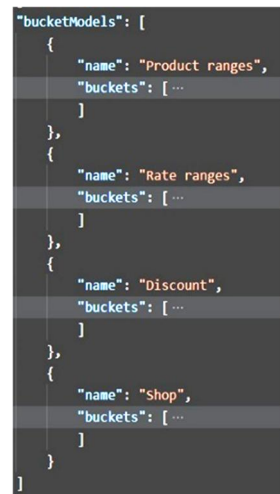 "bucketModels": [
{
"name": "Product ranges",
"buckets": [ ...
]
},
{
"name": "Rate ranges",
"buckets": [ ...
]
},
{
"name": "Discount",
"buckets": [ ...
]
},
{
"name": "Shop",
"buckets": [ ...
]
}
]